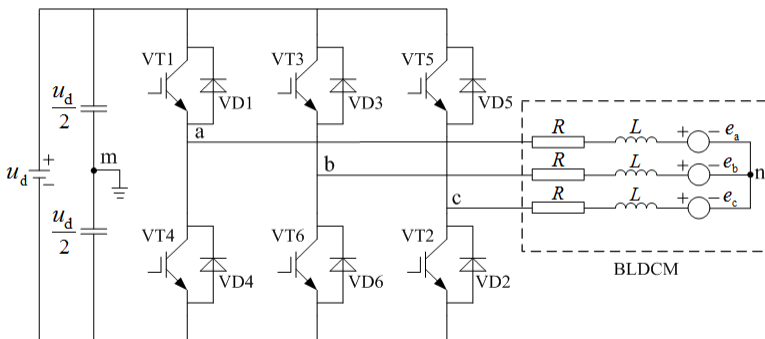 VT1
VT3
VT5
u_d/2
VD1
VD3
VD5
a
R
L
+
-
e_a
m
b
R
L
+
-
e_b
n
u_d
+
-
c
R
L
+
-
e_c
u_d/2
VT4
VT6
VT2
VD4
VD6
VD2
BLDCM